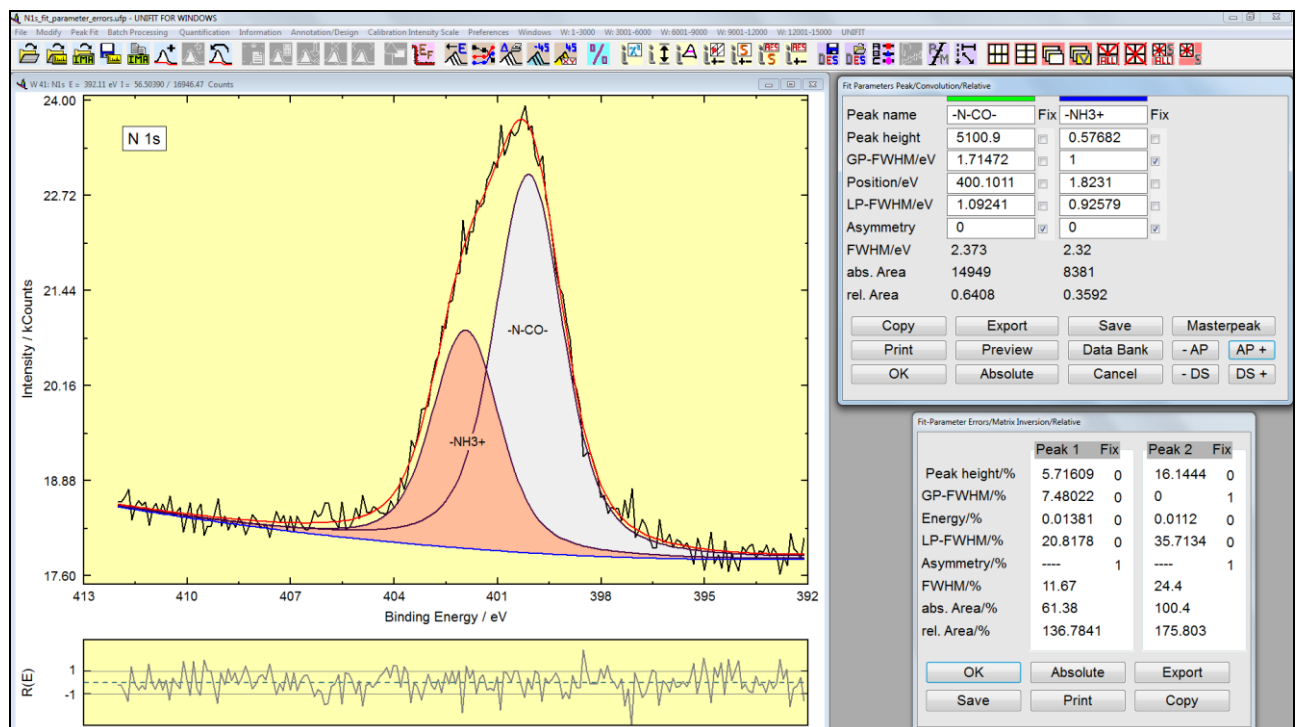 N1s_fit_parameter_errors.ufp - UNIFIT FOR WINDOWS
File Modify Peak Fit Batch Processing Quantification Information Annotation/Design Calibration Intensity Scale Preferences Windows W: 1-3000 W: 3001-6000 W: 6001-9000 W: 9001-12000 W: 12001-15000 UNIFIT
W 41: N1s E = 392.11 eV I = 56.50390 / 16946.47 Counts
N 1s
24.00
22.72
21.44
20.16
18.88
17.60
Intensity / kCounts
-N-CO-
-NH3+
413 410 407 404 401 398 395 392
Binding Energy / eV
R(E)
1
-1
Fit Parameters Peak/Convolution/Relative
Peak name -N-CO- Fix -NH3+ Fix
Peak height 5100.9 0.57682
GP-FWHM/eV 1.71472 1
Position/eV 400.1011 1.8231
LP-FWHM/eV 1.09241 0.92579
Asymmetry 0 0
FWHM/eV 2.373 2.32
abs. Area 14949 8381
rel. Area 0.6408 0.3592
Copy Export Save Masterpeak
Print Preview Data Bank - AP AP +
OK Absolute Cancel - DS DS +
Fit-Parameter Errors/Matrix Inversion/Relative
Peak 1 Fix Peak 2 Fix
Peak height/% 5.71609 0 16.1444 0
GP-FWHM/% 7.48022 0 0 1
Energy/% 0.01381 0 0.0112 0
LP-FWHM/% 20.8178 0 35.7134 0
Asymmetry/% ---- 1 ---- 1
FWHM/% 11.67 24.4
abs. Area/% 61.38 100.4
rel. Area/% 136.7841 175.803
OK Absolute Export
Save Print Copy